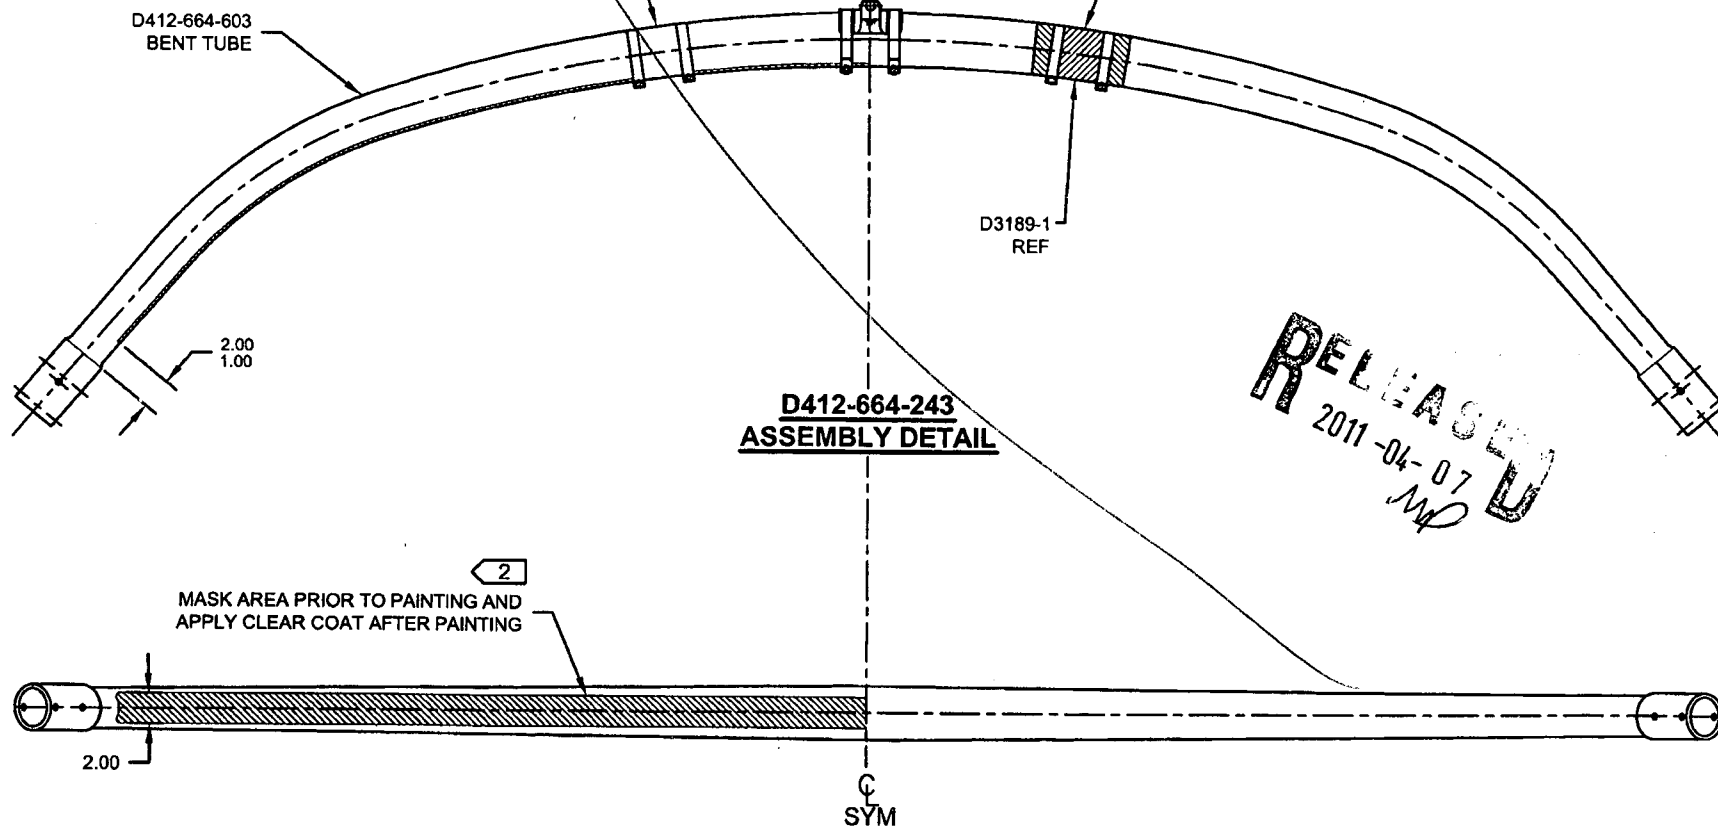 D412-664-603
BENT TUBE
D3189-1
REF
2.00
1.00
D412-664-243
ASSEMBLY DETAIL
RELEASED
2011-04-07
2
MASK AREA PRIOR TO PAINTING AND
APPLY CLEAR COAT AFTER PAINTING
2.00
SYM